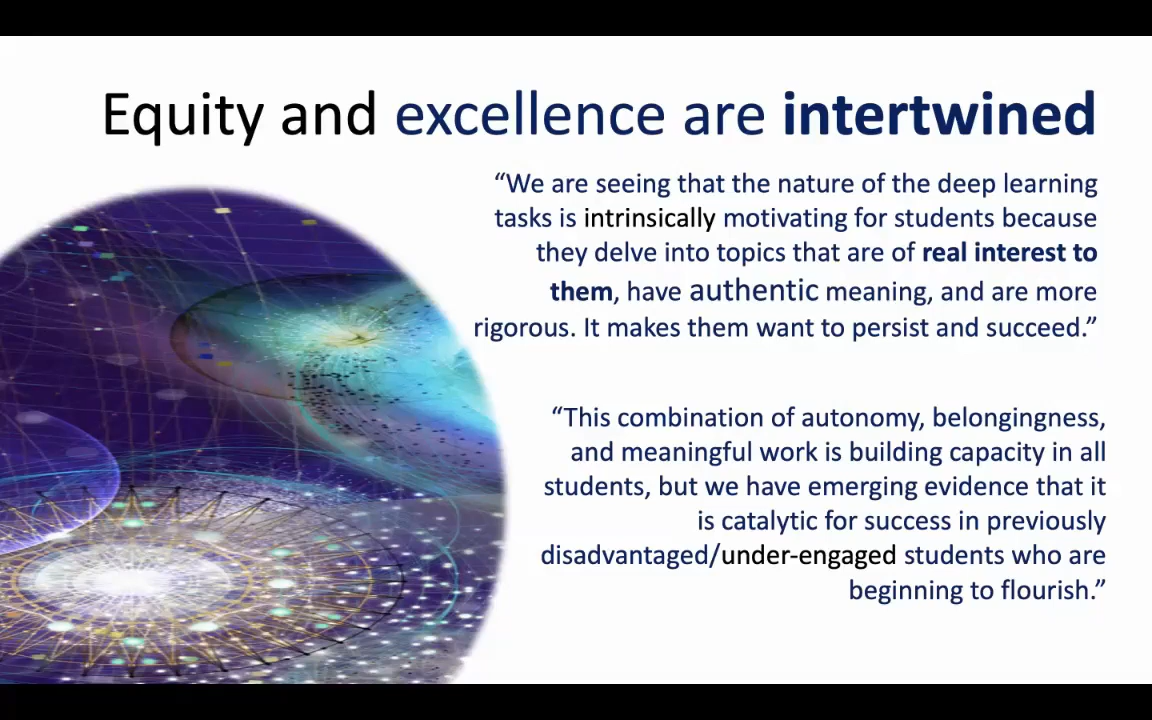 Equity and excellence are intertwined
“We are seeing that the nature of the deep learning
tasks is intrinsically motivating for students because
they delve into topics that are of real interest to
them, have authentic meaning, and are more
rigorous. It makes them want to persist and succeed.”
“This combination of autonomy, belongingness,
and meaningful work is building capacity in all
students, but we have emerging evidence that it
is catalytic for success in previously
disadvantaged/under-engaged students who are
beginning to flourish.”